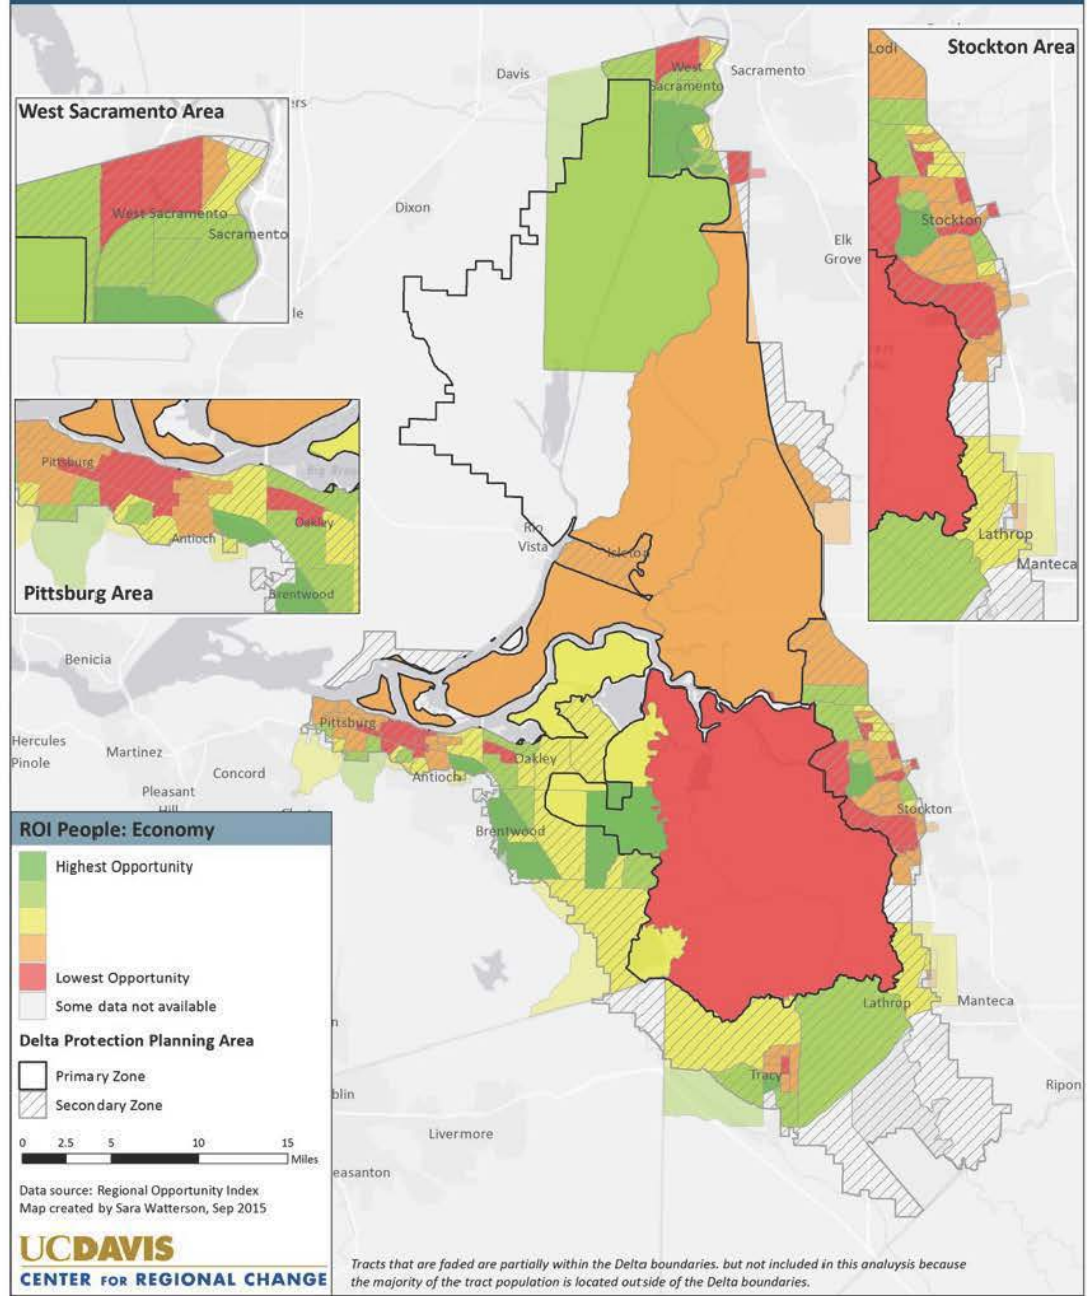 West Sacramento Area
West Sacramento
Sacramento
Pittsburg
Antioch
Oakley
Brentwood
Pittsburg Area
Stockton Area
Lodi
Stockton
Lathrop
Manteca
Davis
West
Sacramento
Sacramento
ers
Dixon
Elk
Grove
le
Rio
Vista
Isleton
Benicia
Hercules
Pinole
Martinez
Concord
Pleasant
Hill
Pittsburg
Antioch
Oakley
Brentwood
Stockton
Lathrop
Manteca
n
Tracy
Ripon
blin
Livermore
easanton
ROI People: Economy
Highest Opportunity
Lowest Opportunity
Some data not available
Delta Protection Planning Area
Primary Zone
Secondary Zone
0 2.5 5 10 15
Miles
Data source: Regional Opportunity Index
Map created by Sara Watterson, Sep 2015
UCDAVIS
CENTER FOR REGIONAL CHANGE
Tracts that are faded are partially within the Delta boundaries. but not included in this analuysis because
the majority of the tract population is located outside of the Delta boundaries.